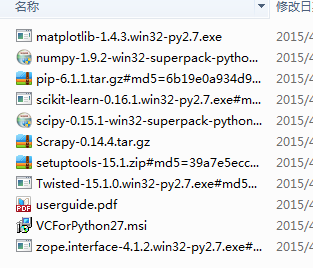 名称
修改日
matplotlib-1.4.3.win32-py2.7.exe
2015/4
numpy-1.9.2-win32-superpack-python...
2015/4
pip-6.1.1.tar.gz#md5=6b19e0a934d9...
2015/4
scikit-learn-0.16.1.win32-py2.7.exe#m...
2015/4
scipy-0.15.1-win32-superpack-python...
2015/4
Scrapy-0.14.4.tar.gz
2015/4
setuptools-15.1.zip#md5=39a7e5ecc...
2015/4
Twisted-15.1.0.win32-py2.7.exe#md5...
2015/4
userguide.pdf
2015/4
VCForPython27.msi
2015/4
zope.interface-4.1.2.win32-py2.7.exe#...
2015/4